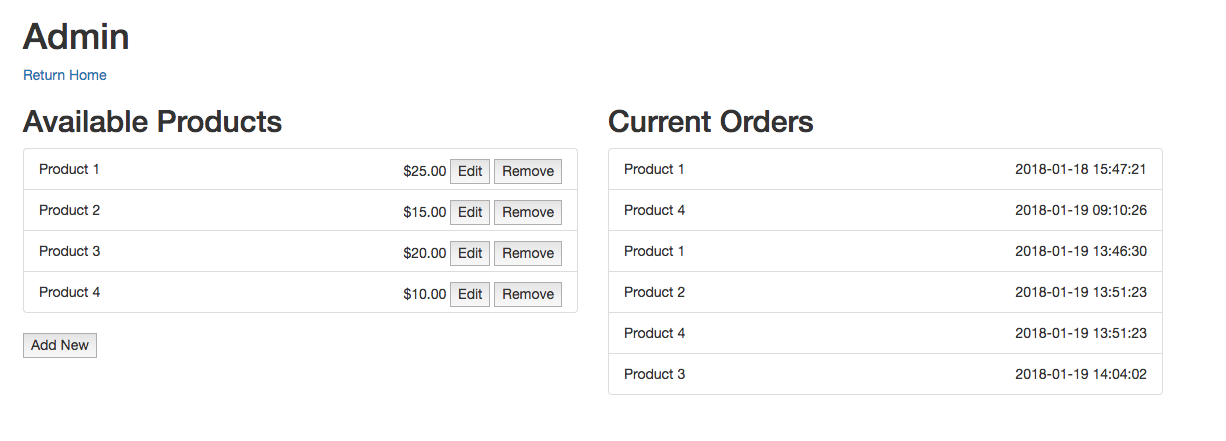 Admin
Return Home
Available Products
Product 1 $25.00 Edit Remove
Product 2 $15.00 Edit Remove
Product 3 $20.00 Edit Remove
Product 4 $10.00 Edit Remove
Add New
Current Orders
Product 1 2018-01-18 15:47:21
Product 4 2018-01-19 09:10:26
Product 1 2018-01-19 13:46:30
Product 2 2018-01-19 13:51:23
Product 4 2018-01-19 13:51:23
Product 3 2018-01-19 14:04:02